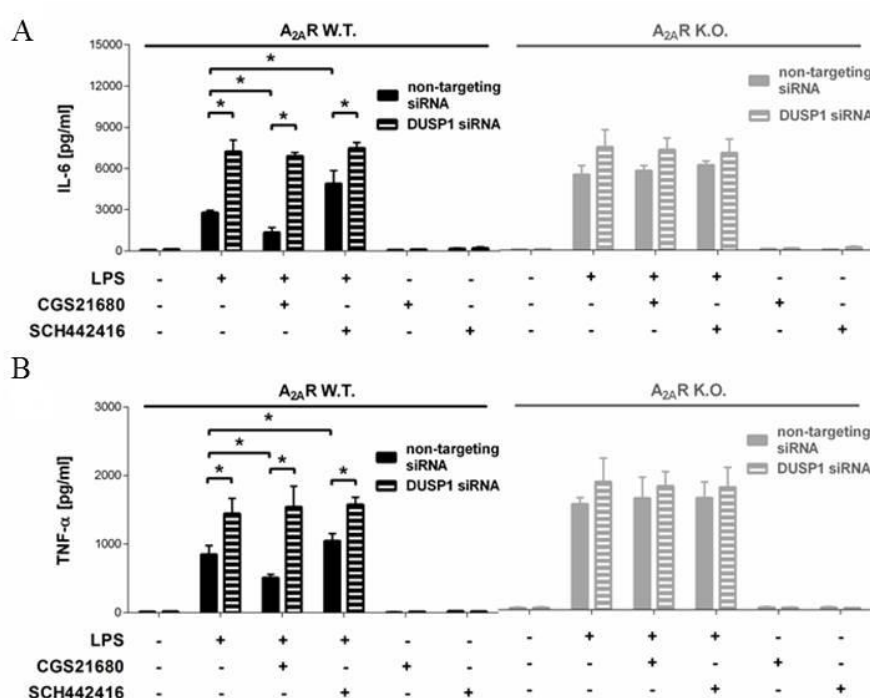 A
A2AR W.T.
A2AR K.O.
15000
12000
9000
6000
3000
0
IL-6 [pg/ml]
* * * * *
non-targeting
siRNA
DUSP1 siRNA
non-targeting
siRNA
DUSP1 siRNA
LPS - + + + - - - + + + - -
CGS21680 - - + - + - - - + - + -
SCH442416 - - - + - + - - - + - +
B
A2AR W.T.
A2AR K.O.
3000
2000
1000
0
TNF-α [pg/ml]
* * * * *
non-targeting
siRNA
DUSP1 siRNA
non-targeting
siRNA
DUSP1 siRNA
LPS - + + + - - - + + + - -
CGS21680 - - + - + - - - + - + -
SCH442416 - - - + - + - - - + - +